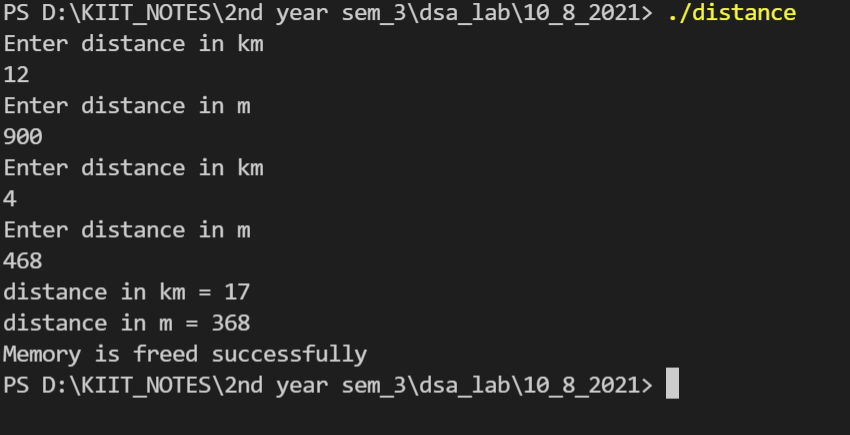 PS D:\KIIT_NOTES\2nd year sem_3\dsa_lab\10_8_2021> ./distance
Enter distance in km
12
Enter distance in m
900
Enter distance in km
4
Enter distance in m
468
distance in km = 17
distance in m = 368
Memory is freed successfully
PS D:\KIIT_NOTES\2nd year sem_3\dsa_lab\10_8_2021>